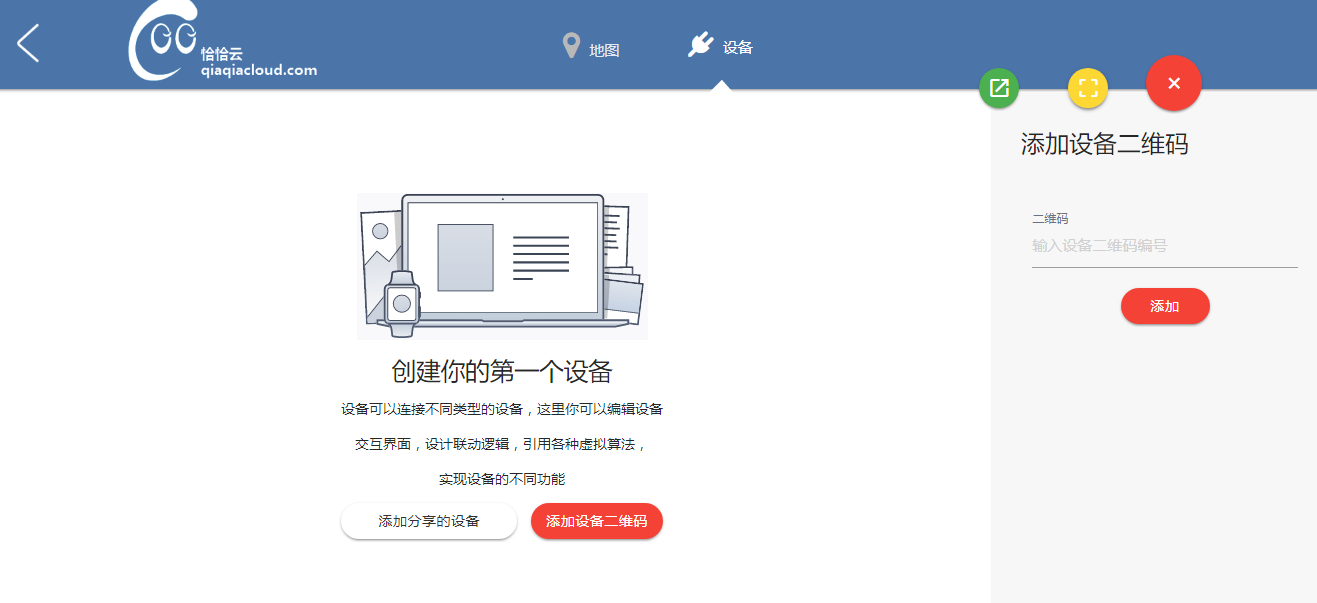 恰恰云
qiaqiacloud.com
地图
设备
添加设备二维码
二维码
输入设备二维码编号
添加
创建你的第一个设备
设备可以连接不同类型的设备，这里你可以编辑设备
交互界面，设计联动逻辑，引用各种虚拟算法，
实现设备的不同功能
添加分享的设备
添加设备二维码